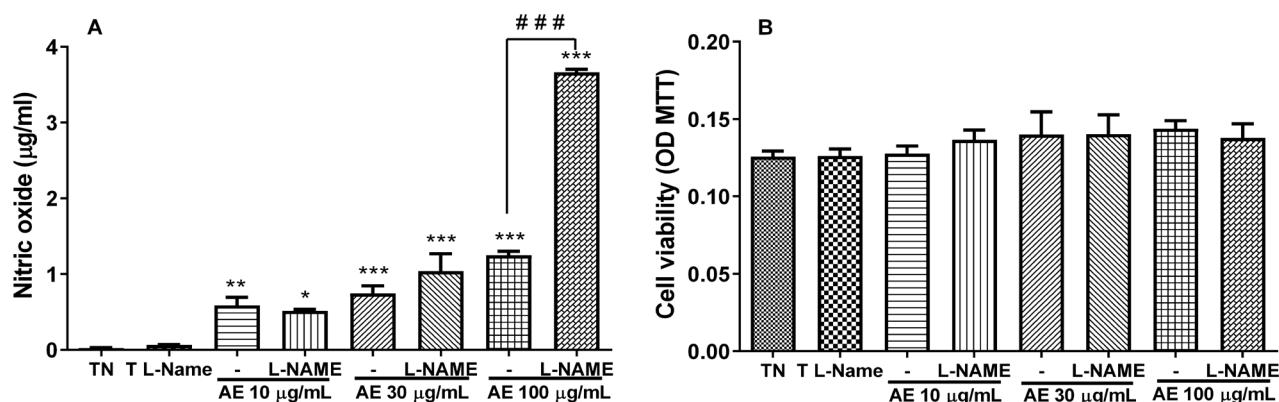 A
# # #
Nitric oxide (μg/ml)
4
3
2
1
0
**
*
***
***
***
***
TN T L-Name - L-NAME - L-NAME - L-NAME
AE 10 μg/mL AE 30 μg/mL AE 100 μg/mL
B
Cell viability (OD MTT)
0.20
0.15
0.10
0.05
0.00
TN T L-Name - L-NAME - L-NAME - L-NAME
AE 10 μg/mL AE 30 μg/mL AE 100 μg/mL